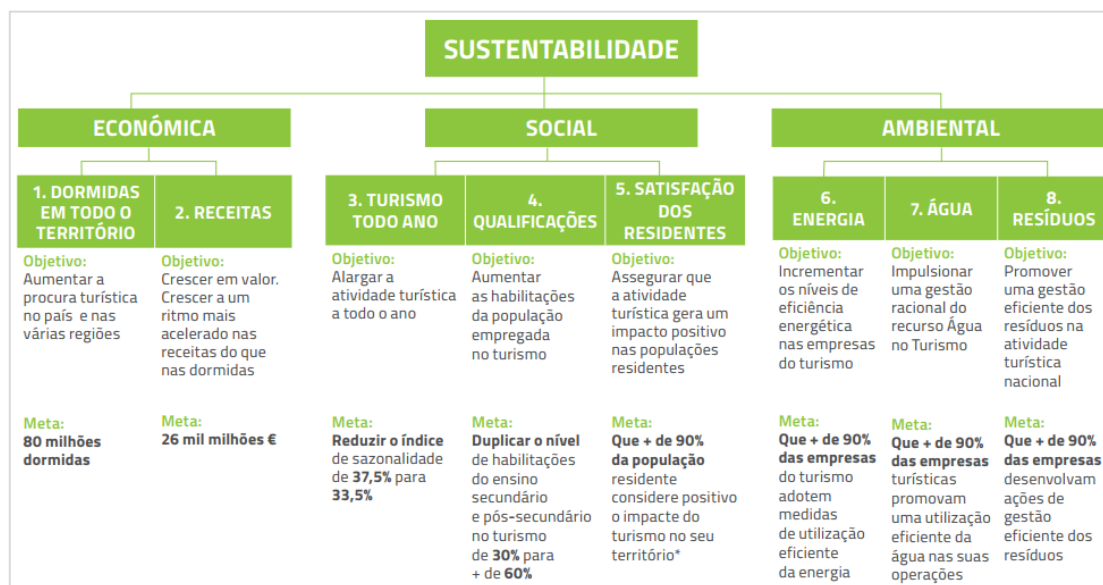 SUSTENTABILIDADE
ECONÓMICA
SOCIAL
AMBIENTAL
1. DORMIDAS
EM TODO O
TERRITÓRIO
Objetivo:
Aumentar a
procura turística
no país e nas
várias regiões
Meta:
80 milhões
dormidas
2. RECEITAS
Objetivo:
Crescer em valor.
Crescer a um
ritmo mais
acelerado nas
receitas do que
nas dormidas
Meta:
26 mil milhões €
3. TURISMO
TODO ANO
Objetivo:
Alargar a
atividade turística
a todo o ano
Meta:
Reduzir o índice
de sazonalidade
de 37,5% para
33,5%
4.
QUALIFICAÇÕES
Objetivo:
Aumentar
as habilitações
da população
empregada
no turismo
Meta:
Duplicar o nível
de habilitações
do ensino
secundário
e pós-secundário
no turismo
de 30% para
+ de 60%
5. SATISFAÇÃO
DOS
RESIDENTES
Objetivo:
Assegurar que
a atividade
turística gera um
impacto positivo
nas populações
residentes
Meta:
Que + de 90%
da população
residente
considere positivo
o impacte do
turismo no seu
território*
6.
ENERGIA
Objetivo:
Incrementar
os níveis de
eficiência
energética
nas empresas
do turismo
Meta:
Que + de 90%
das empresas
do turismo
adotem
medidas
de utilização
eficiente
da energia
7. ÁGUA
Objetivo:
Impulsionar
uma gestão
racional do
recurso Água
no Turismo
Meta:
Que + de 90%
das empresas
turísticas
promovam
uma utilização
eficiente da
água nas suas
operações
8.
RESÍDUOS
Objetivo:
Promover
uma gestão
eficiente dos
resíduos na
atividade
turística
nacional
Meta:
Que + de 90%
das empresas
desenvolvam
ações de
gestão
eficiente dos
resíduos